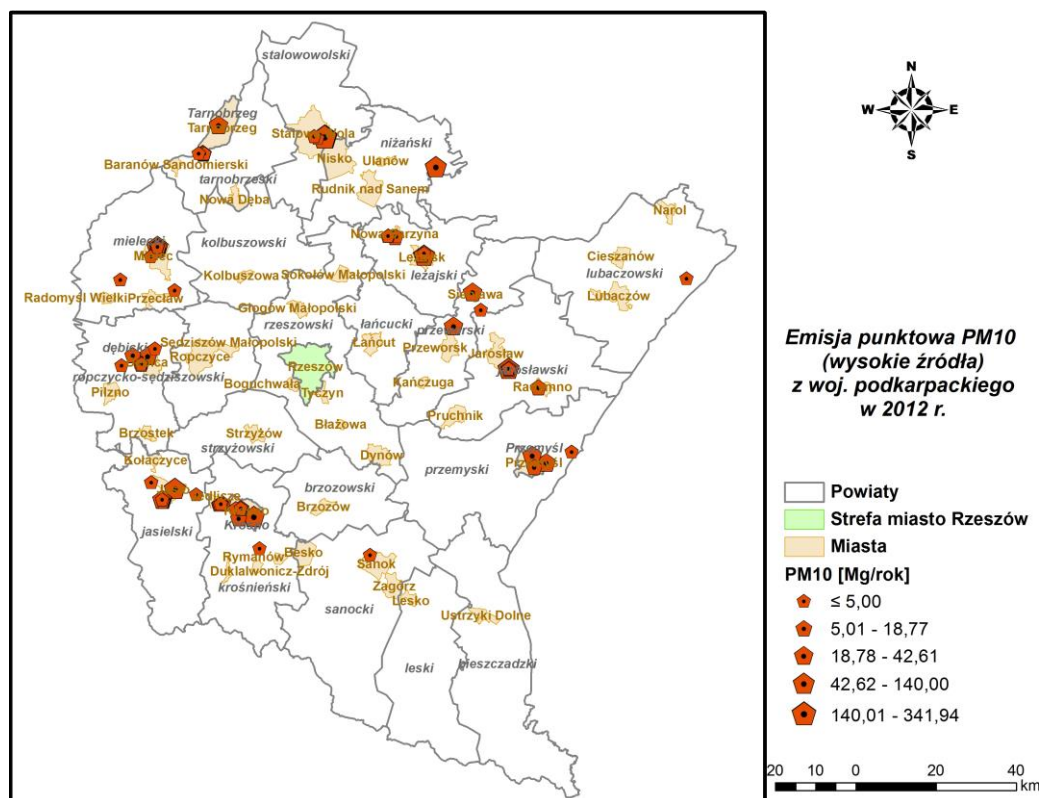 stalowowolski
Tarnobrzeg
Tarnobrzeg
Stalowa Wola
niżański
Baranów Sandomierski
Nisko
Ulanów
tarnobrzeski
Rudnik nad Sanem
Nowa Dęba
Narol
mielecki
kolbuszowski
Nowa Sarzyna
Cieszanów
lubaczowski
Kolbuszowa
Sokołów Małopolski
leżajski
Radomyśl Wielki
Przecław
Sieniawa
Lubaczów
Głogów Małopolski
rzeszowski
łańcucki
przeworski
dębicki
Sędziszów Małopolski
Ropczyce
Łańcut
Przeworsk
Jarosław
ropczycko-sędziszowski
Rzeszów
jarosławski
Pilzno
Boguchwała
Tyczyn
Kańczuga
Radymno
Brzostek
Strzyżów
Błażowa
Pruchnik
strzyżowski
Przemyśl
Kołaczyce
Dynów
przemyski
Przemyśl
brzozowski
Brzozów
jasielski
Krosno
Rymanów
Besko
Sanok
krośnieński
Zagórz
Lesko
sanocki
Ustrzyki Dolne
leski
bieszczadzki
N
W
E
S
Emisja punktowa PM10
(wysokie źródła)
z woj. podkarpackiego
w 2012 r.
Powiaty
Strefa miasto Rzeszów
Miasta
PM10 [Mg/rok]
≤ 5,00
5,01 - 18,77
18,78 - 42,61
42,62 - 140,00
140,01 - 341,94
20 10 0 20 40
km